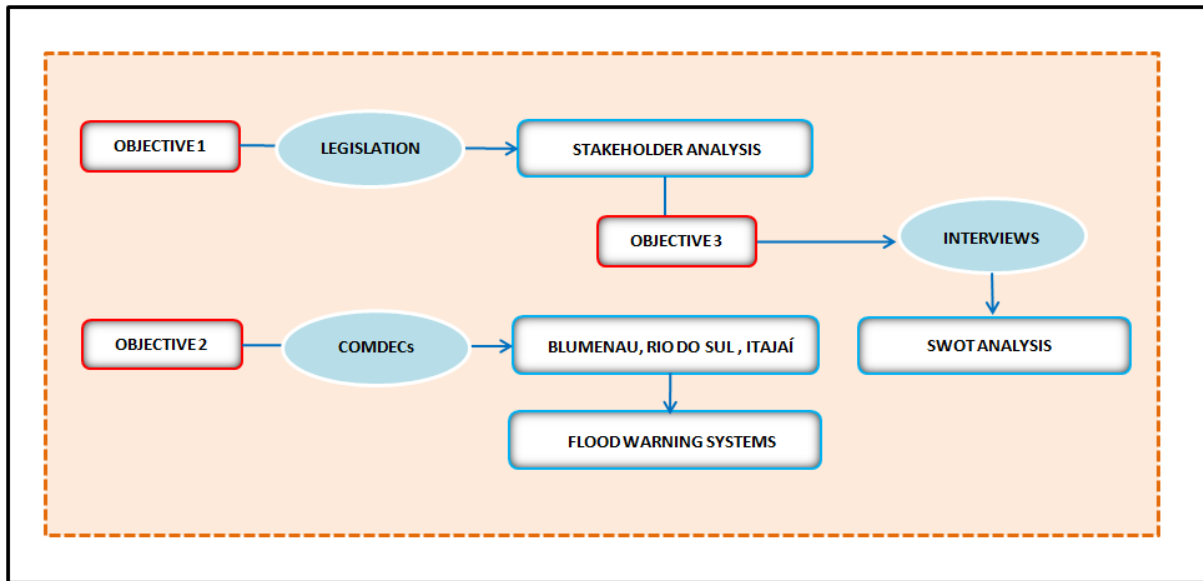 OBJECTIVE 1
LEGISLATION
STAKEHOLDER ANALYSIS
OBJECTIVE 3
INTERVIEWS
OBJECTIVE 2
COMDECs
BLUMENAU, RIO DO SUL , ITAJAÍ
SWOT ANALYSIS
FLOOD WARNING SYSTEMS